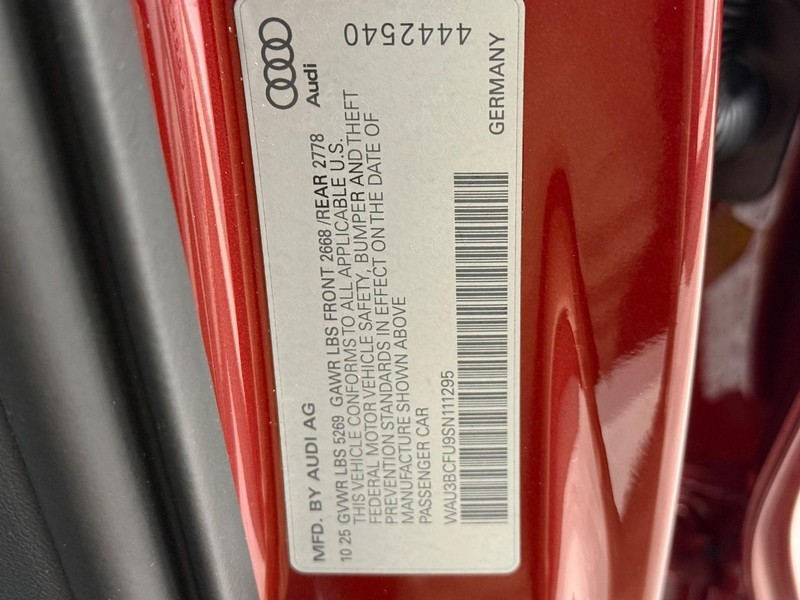 Audi
4442540
MFD. BY AUDI AG
10 25 GVWR LBS 5269 GAWR LBS FRONT 2668/REAR 2778
THIS VEHICLE CONFORMS TO ALL APPLICABLE U.S.
FEDERAL MOTOR VEHICLE SAFETY, BUMPER AND THEFT
PREVENTION STANDARDS IN EFFECT ON THE DATE OF
MANUFACTURE SHOWN ABOVE
PASSENGER CAR
WAU3BCFU9SN111295
GERMANY